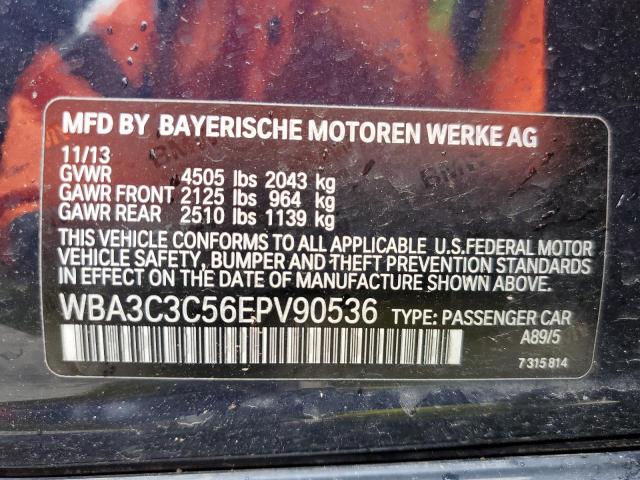 MFD BY BAYERISCHE MOTOREN WERKE AG
11/13
GVWR 4505 lbs 2043 kg
GAWR FRONT 2125 lbs 964 kg
GAWR REAR 2510 lbs 1139 kg
THIS VEHICLE CONFORMS TO ALL APPLICABLE U.S.FEDERAL MOTOR
VEHICLE SAFETY, BUMPER AND THEFT PREVENTION STANDARDS
IN EFFECT ON THE DATE OF MANUFACTURE SHOWN ABOVE.
WBA3C3C56EPV90536 TYPE: PASSENGER CAR
A89/5
7 315 814